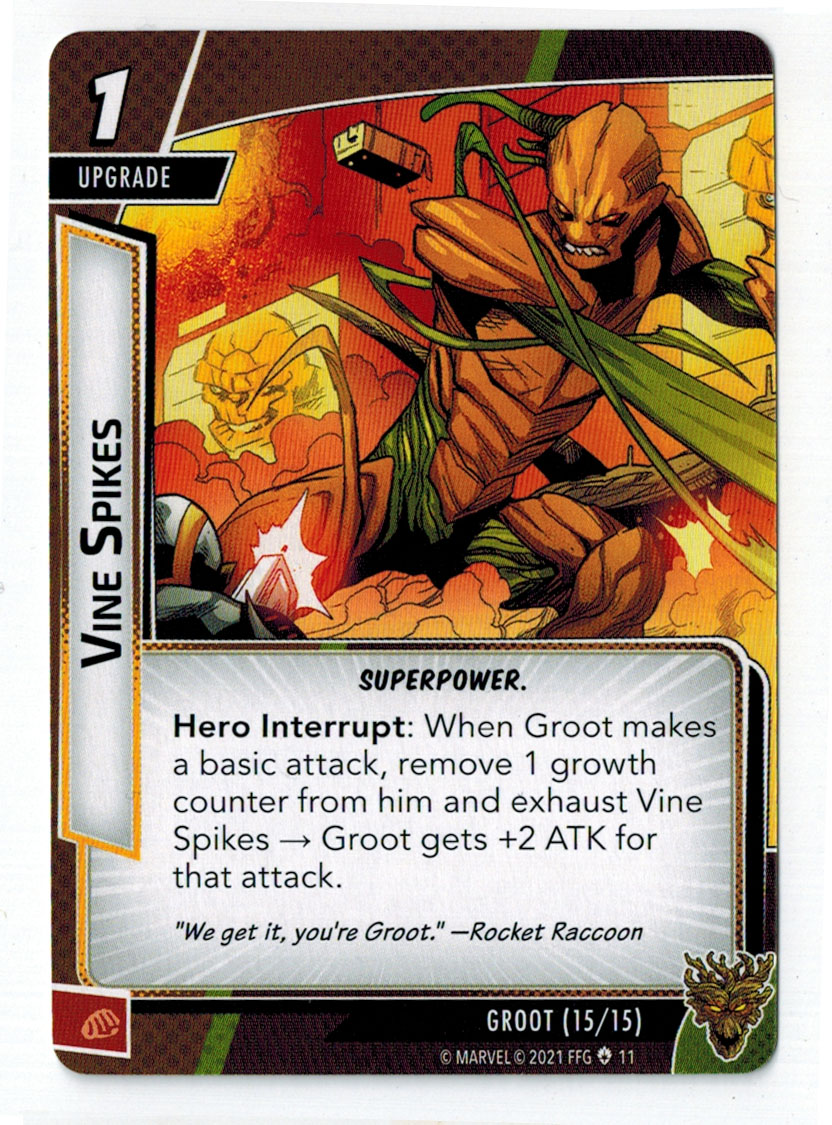 1
UPGRADE
VINE SPIKES
SUPERPOWER.
Hero Interrupt: When Groot makes
a basic attack, remove 1 growth
counter from him and exhaust Vine
Spikes → Groot gets +2 ATK for
that attack.
"We get it, you're Groot." —Rocket Raccoon
GROOT (15/15)
© MARVEL © 2021 FFG 11